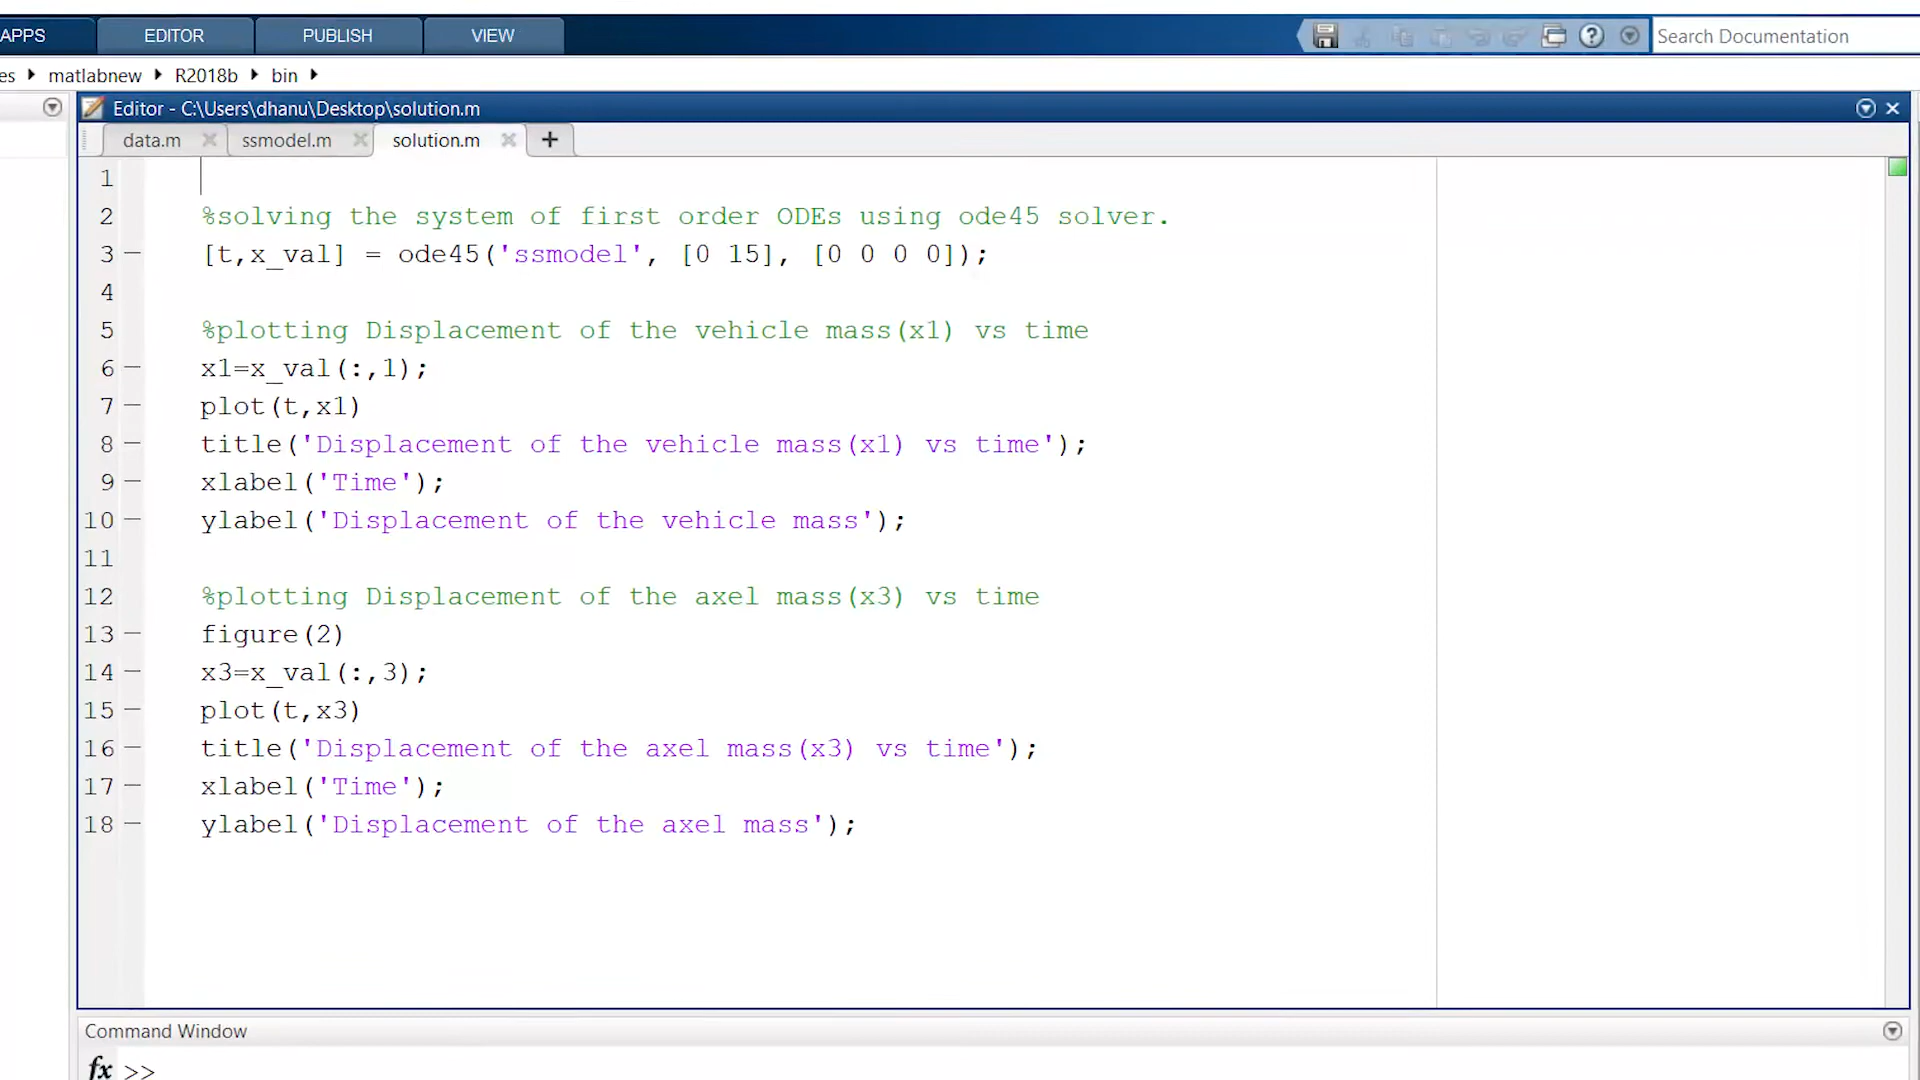 APPS EDITOR PUBLISH VIEW Search Documentation
es matlabnew R2018b bin
Editor - C:\Users\dhanu\Desktop\solution.m
data.m ssmodel.m solution.m +
1
2 %solving the system of first order ODEs using ode45 solver.
3 — [t,x_val] = ode45('ssmodel', [0 15], [0 0 0 0]);
4
5 %plotting Displacement of the vehicle mass(x1) vs time
6 — x1=x_val(:,1);
7 — plot(t,x1)
8 — title('Displacement of the vehicle mass(x1) vs time');
9 — xlabel('Time');
10 — ylabel('Displacement of the vehicle mass');
11
12 %plotting Displacement of the axel mass(x3) vs time
13 — figure(2)
14 — x3=x_val(:,3);
15 — plot(t,x3)
16 — title('Displacement of the axel mass(x3) vs time');
17 — xlabel('Time');
18 — ylabel('Displacement of the axel mass');
Command Window
fx >>